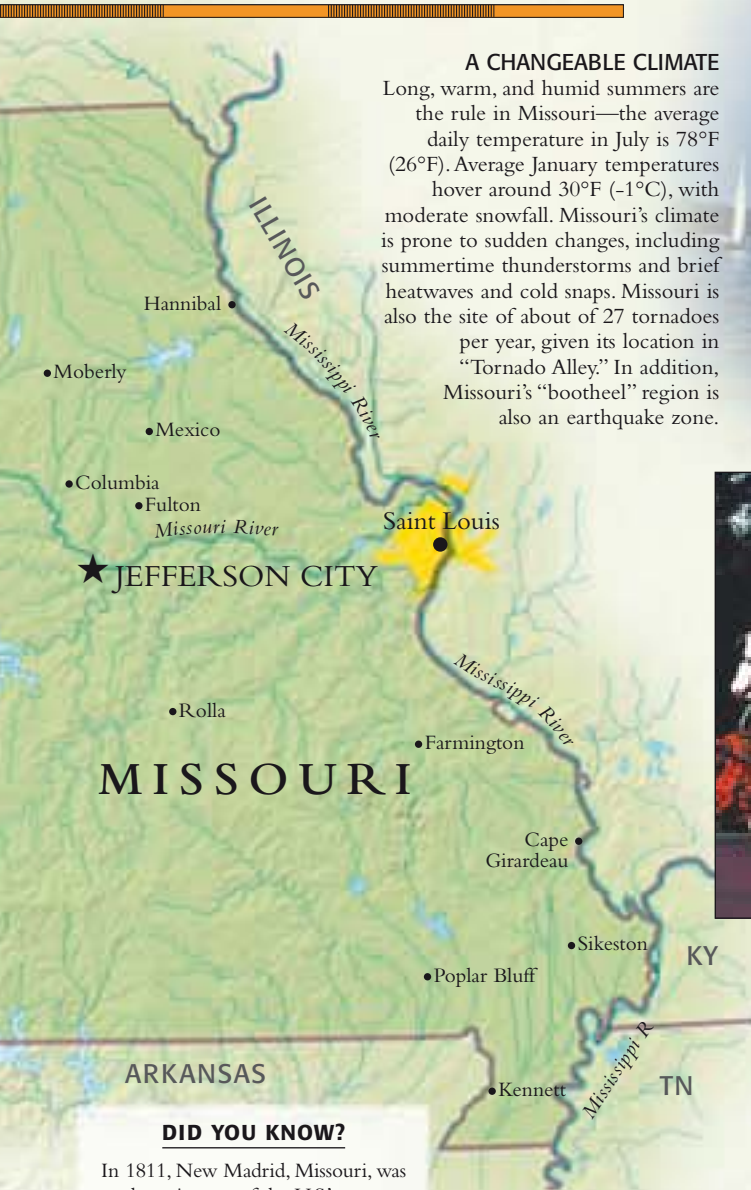 A CHANGEABLE CLIMATE
Long, warm, and humid summers are
the rule in Missouri—the average
daily temperature in July is 78°F
(26°F). Average January temperatures
hover around 30°F (-1°C), with
moderate snowfall. Missouri’s climate
is prone to sudden changes, including
summertime thunderstorms and brief
heatwaves and cold snaps. Missouri is
also the site of about of 27 tornadoes
per year, given its location in
“Tornado Alley.” In addition,
Missouri’s “bootheel” region is
also an earthquake zone.
ILLINOIS
Hannibal
Mississippi River
Moberly
Mexico
Columbia
Fulton
Missouri River
Saint Louis
JEFFERSON CITY
Mississippi River
Rolla
Farmington
MISSOURI
Cape
Girardeau
Sikeston
KY
Poplar Bluff
Mississippi R
ARKANSAS
TN
Kennett
DID YOU KNOW?
In 1811, New Madrid, Missouri, was